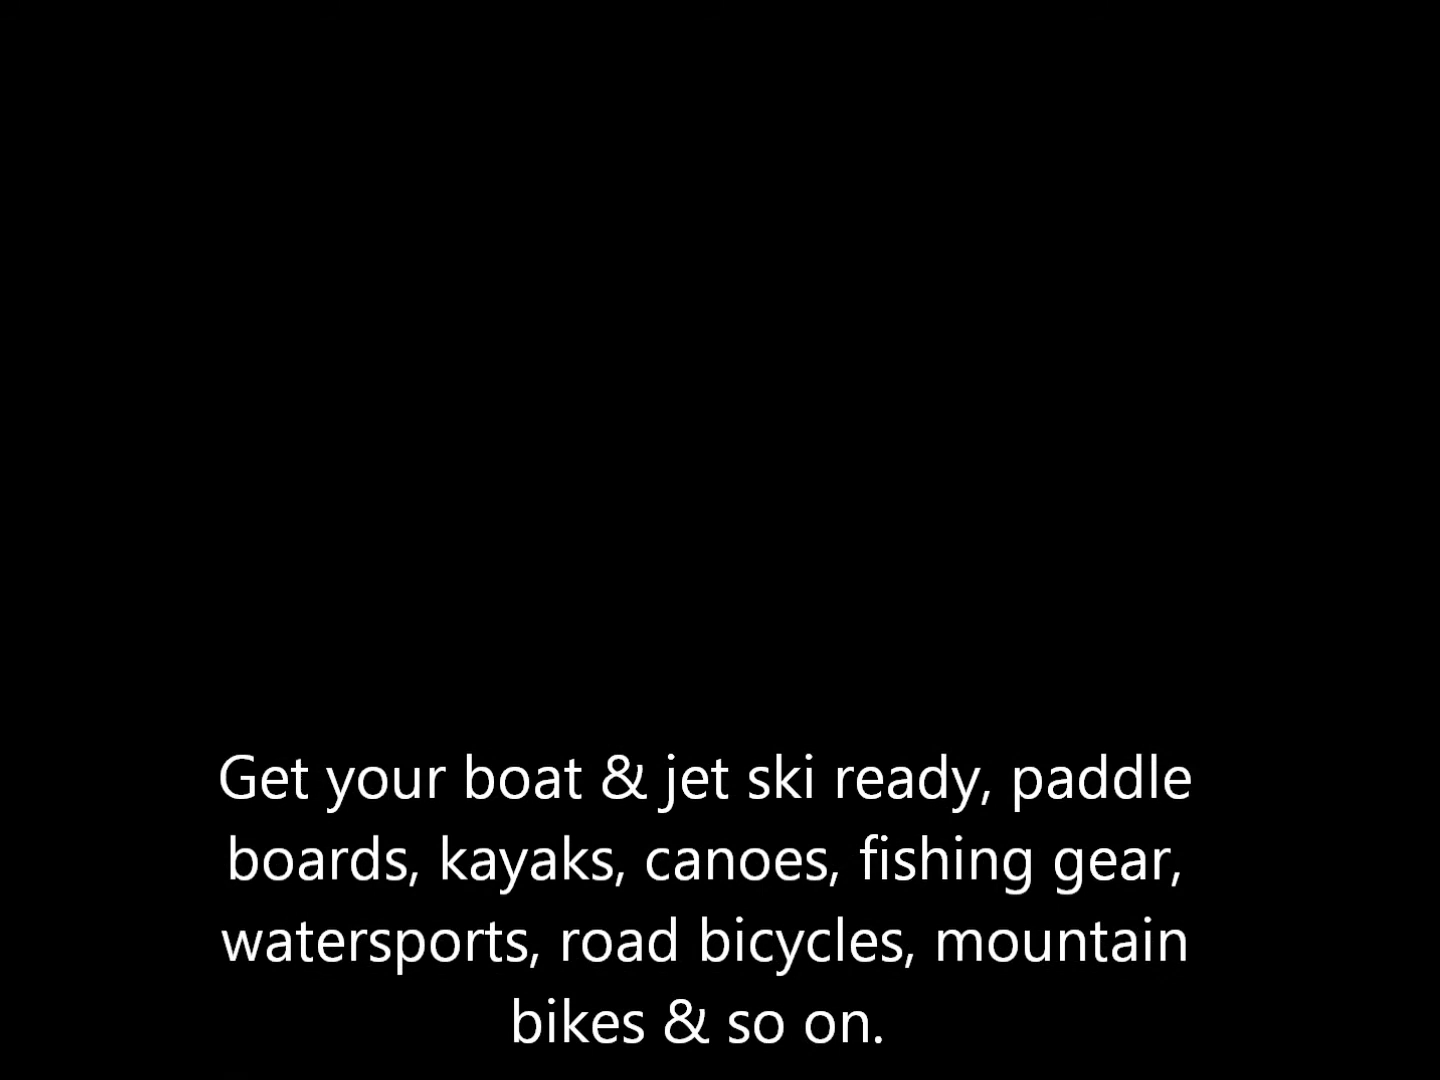 Get your boat & jet ski ready, paddle
boards, kayaks, canoes, fishing gear,
watersports, road bicycles, mountain
bikes & so on.